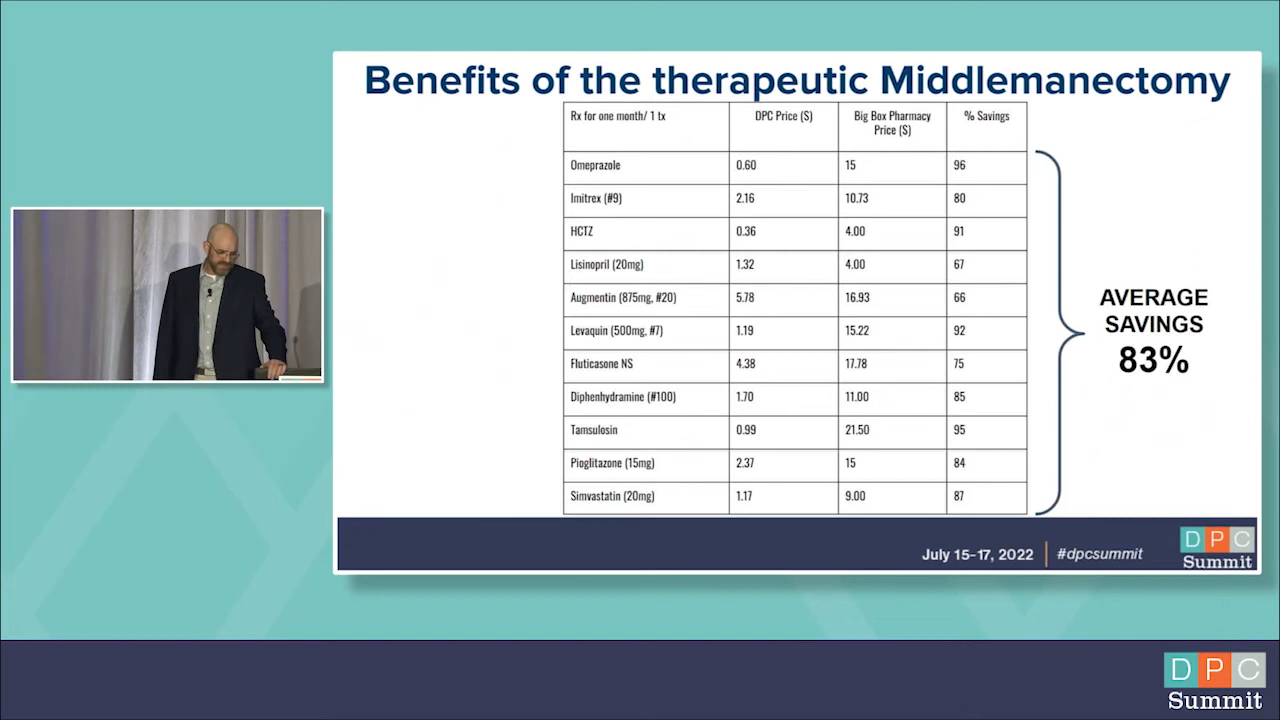 Benefits of the therapeutic Middlemanectomy
Rx for one month/ 1 tx DPC Price ($) Big Box Pharmacy Price ($) % Savings
Omeprazole 0.60 15 96
Imitrex (#9) 2.16 10.73 80
HCTZ 0.36 4.00 91
Lisinopril (20mg) 1.32 4.00 67
Augmentin (875mg, #20) 5.78 16.93 66
Levaquin (500mg, #7) 1.19 15.22 92
Fluticasone NS 4.38 17.78 75
Diphenhydramine (#100) 1.70 11.00 85
Tamsulosin 0.99 21.50 95
Pioglitazone (15mg) 2.37 15 84
Simvastatin (20mg) 1.17 9.00 87
AVERAGE
SAVINGS
83%
July 15-17, 2022 #dpcsummit
DPC
Summit
DPC
Summit